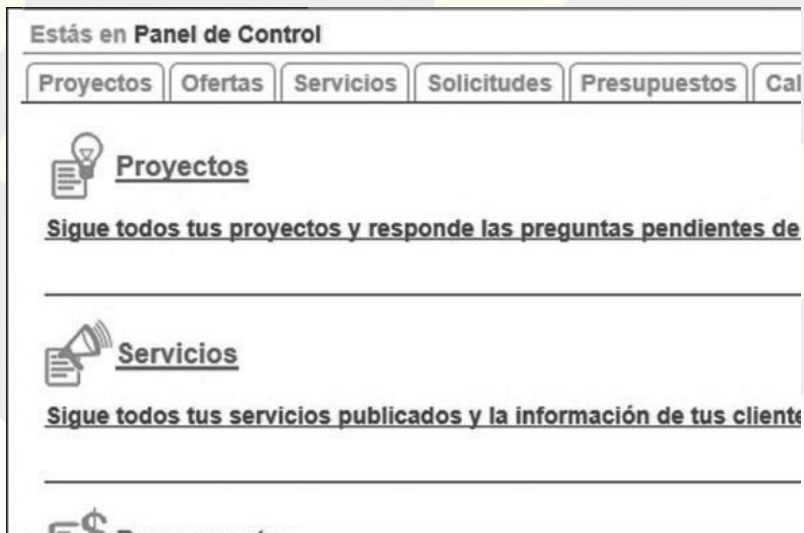 Estás en Panel de Control
Proyectos Ofertas Servicios Solicitudes Presupuestos
Proyectos
Sigue todos tus proyectos y responde las preguntas pendientes de
Servicios
Sigue todos tus servicios publicados y la información de tus
$